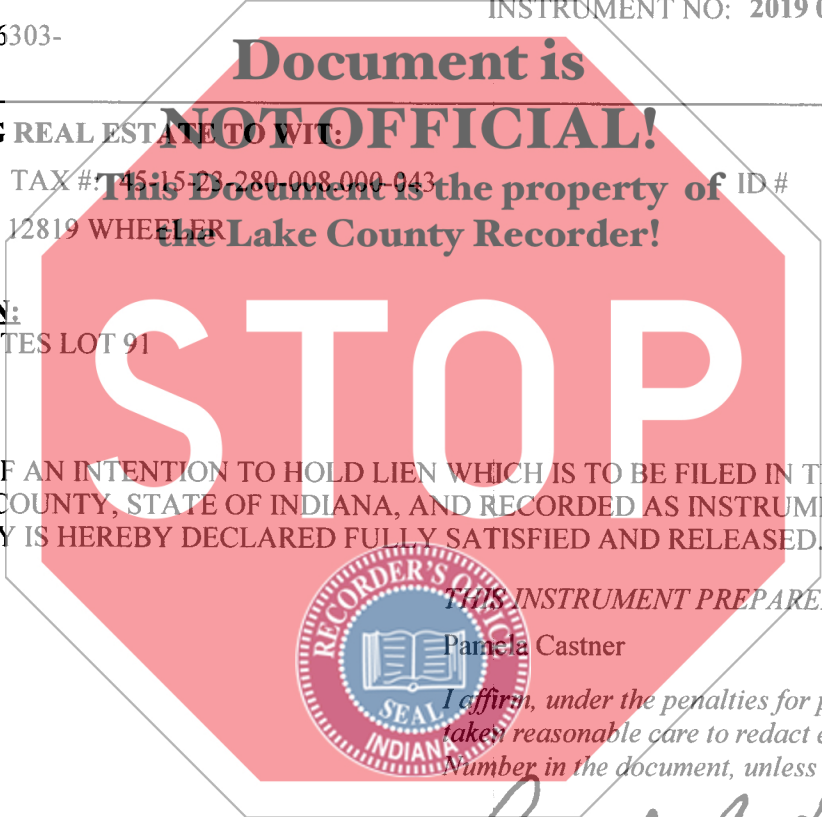 INSTRUMENT NO: 2019 0
6303-
Document is
NOT OFFICIAL!
G REAL ESTATE TO WIT:
TAX #: 45-15-23-280-008.000-043 ID #
This Document is the property of
12819 WHEELER
the Lake County Recorder!
N:
TES LOT 91
STOP
F AN INTENTION TO HOLD LIEN WHICH IS TO BE FILED IN T
COUNTY, STATE OF INDIANA, AND RECORDED AS INSTRUM
Y IS HEREBY DECLARED FULLY SATISFIED AND RELEASED.
RECORDER'S OFFICE
SEAL
INDIANA
THIS INSTRUMENT PREPARE
Pamela Castner
I affirm, under the penalties for p
taken reasonable care to redact e
Number in the document, unless